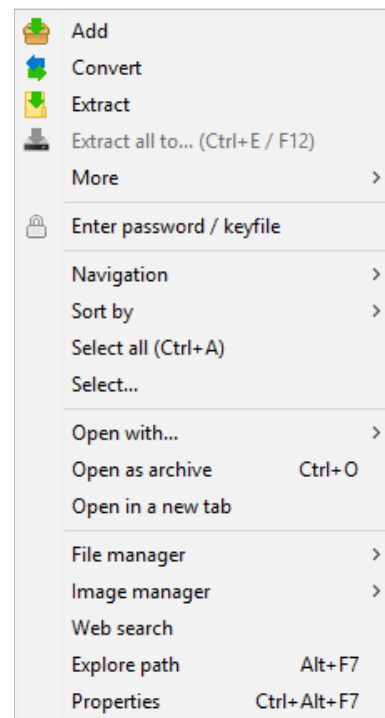 Add
Convert
Extract
Extract all to... (Ctrl+E / F12)
More
Enter password / keyfile
Navigation
Sort by
Select all (Ctrl+A)
Select...
Open with...
Open as archive Ctrl+O
Open in a new tab
File manager
Image manager
Web search
Explore path Alt+F7
Properties Ctrl+Alt+F7